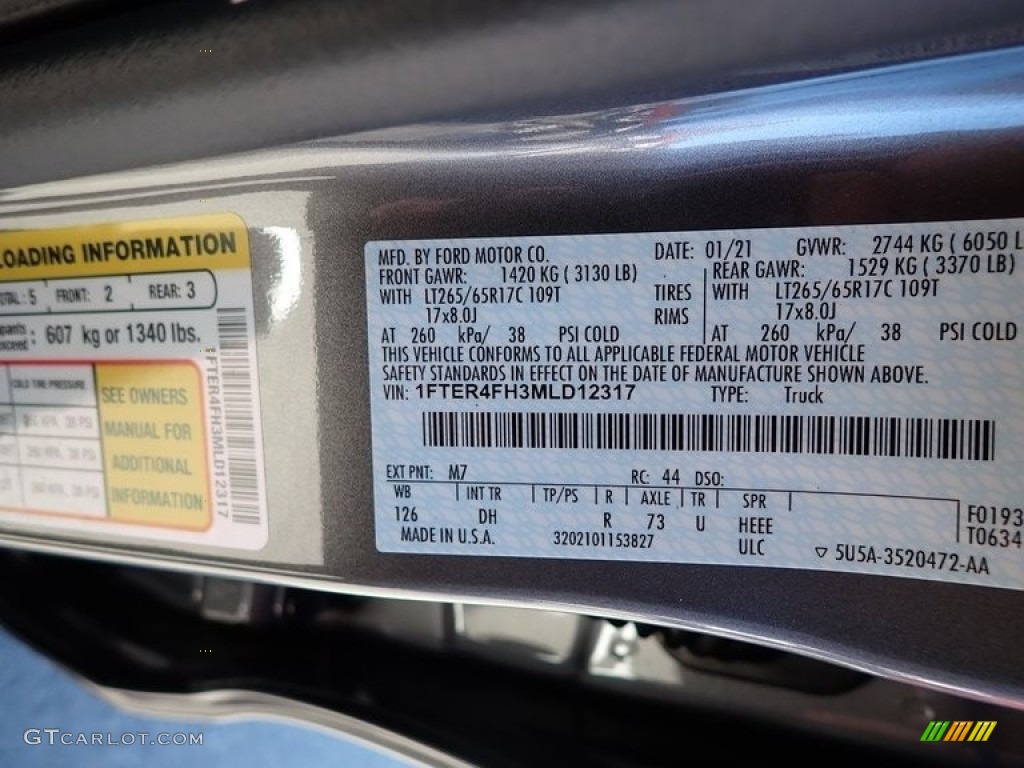 LOADING INFORMATION
TOTAL: 5 FRONT: 2 REAR: 3
607 kg or 1340 lbs.
COLD TIRE PRESSURE
SEE OWNERS
MANUAL FOR
ADDITIONAL
INFORMATION
1FTER4FH3MLD12317
MFD. BY FORD MOTOR CO. DATE: 01/21 GVWR: 2744 KG ( 6050 L
FRONT GAWR: 1420 KG ( 3130 LB) REAR GAWR: 1529 KG ( 3370 LB)
WITH LT265/65R17C 109T TIRES WITH LT265/65R17C 109T
17x8.0J RIMS 17x8.0J
AT 260 kPa/ 38 PSI COLD AT 260 kPa/ 38 PSI COLD
THIS VEHICLE CONFORMS TO ALL APPLICABLE FEDERAL MOTOR VEHICLE
SAFETY STANDARDS IN EFFECT ON THE DATE OF MANUFACTURE SHOWN ABOVE.
VIN: 1FTER4FH3MLD12317 TYPE: Truck
EXT PNT: M7 RC: 44 DSO:
WB INT TR TP/PS R AXLE TR SPR
126 DH R 73 U HEEE F0193
MADE IN U.S.A. 3202101153827 ULC T0634
5U5A-3520472-AA
GTCARLOT.COM